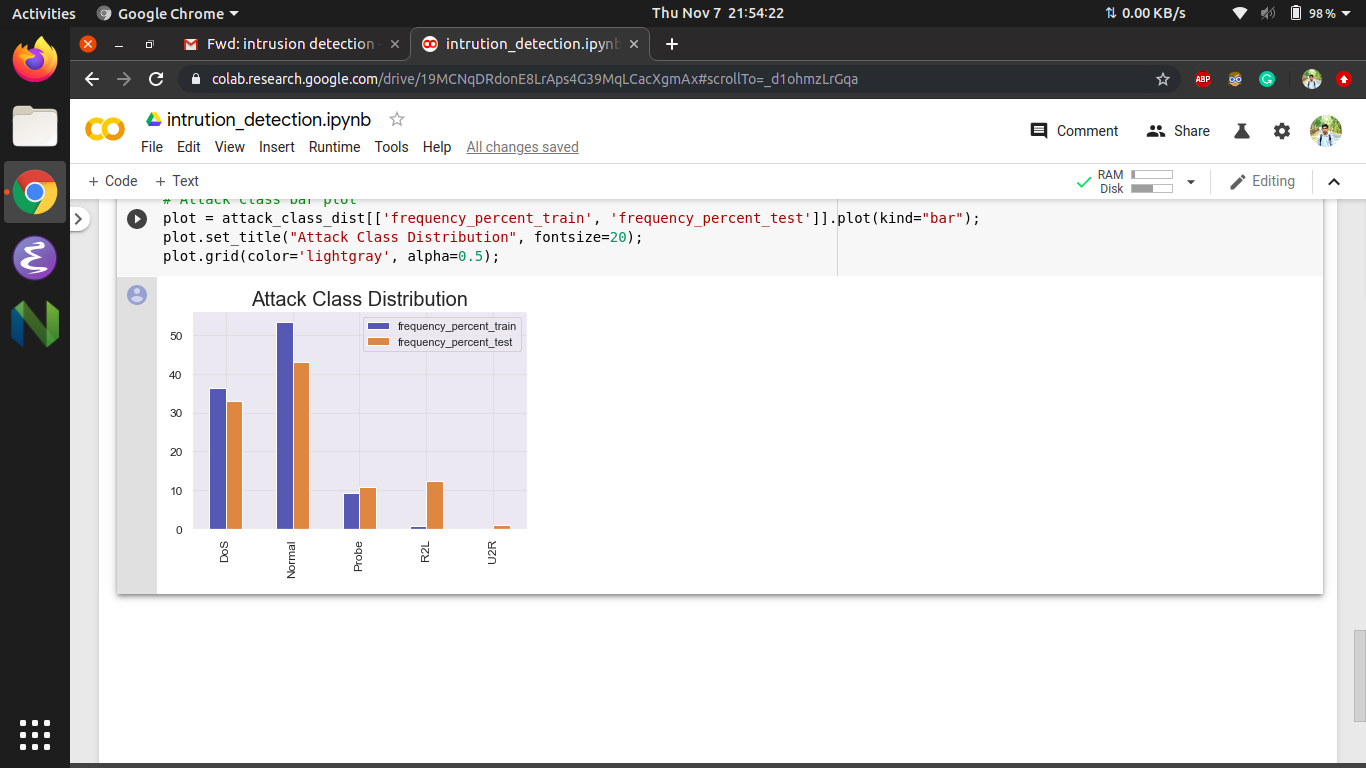 Activities Google Chrome Thu Nov 7 21:54:22 0.00 KB/s 98%
Fwd: intrusion detection intrution_detection.ipynb
colab.research.google.com/drive/19MCNqDRdonE8LrAps4G39MqLCacXgmAx#scrollTo=_d1ohmzLrGqa ABP
intrution_detection.ipynb
Comment Share
File Edit View Insert Runtime Tools Help All changes saved
+ Code + Text RAM Disk Editing
# Attack Class bar plot
plot = attack_class_dist[['frequency_percent_train', 'frequency_percent_test']].plot(kind="bar");
plot.set_title("Attack Class Distribution", fontsize=20);
plot.grid(color='lightgray', alpha=0.5);
Attack Class Distribution
frequency_percent_train
frequency_percent_test
50
40
30
20
10
0
DoS Normal Probe R2L U2R